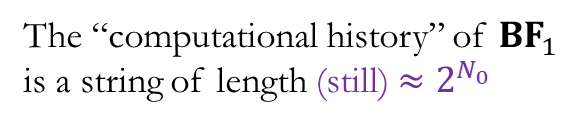 The “computational history” of BF₁
is a string of length (still) ≈ 2^{N₀}